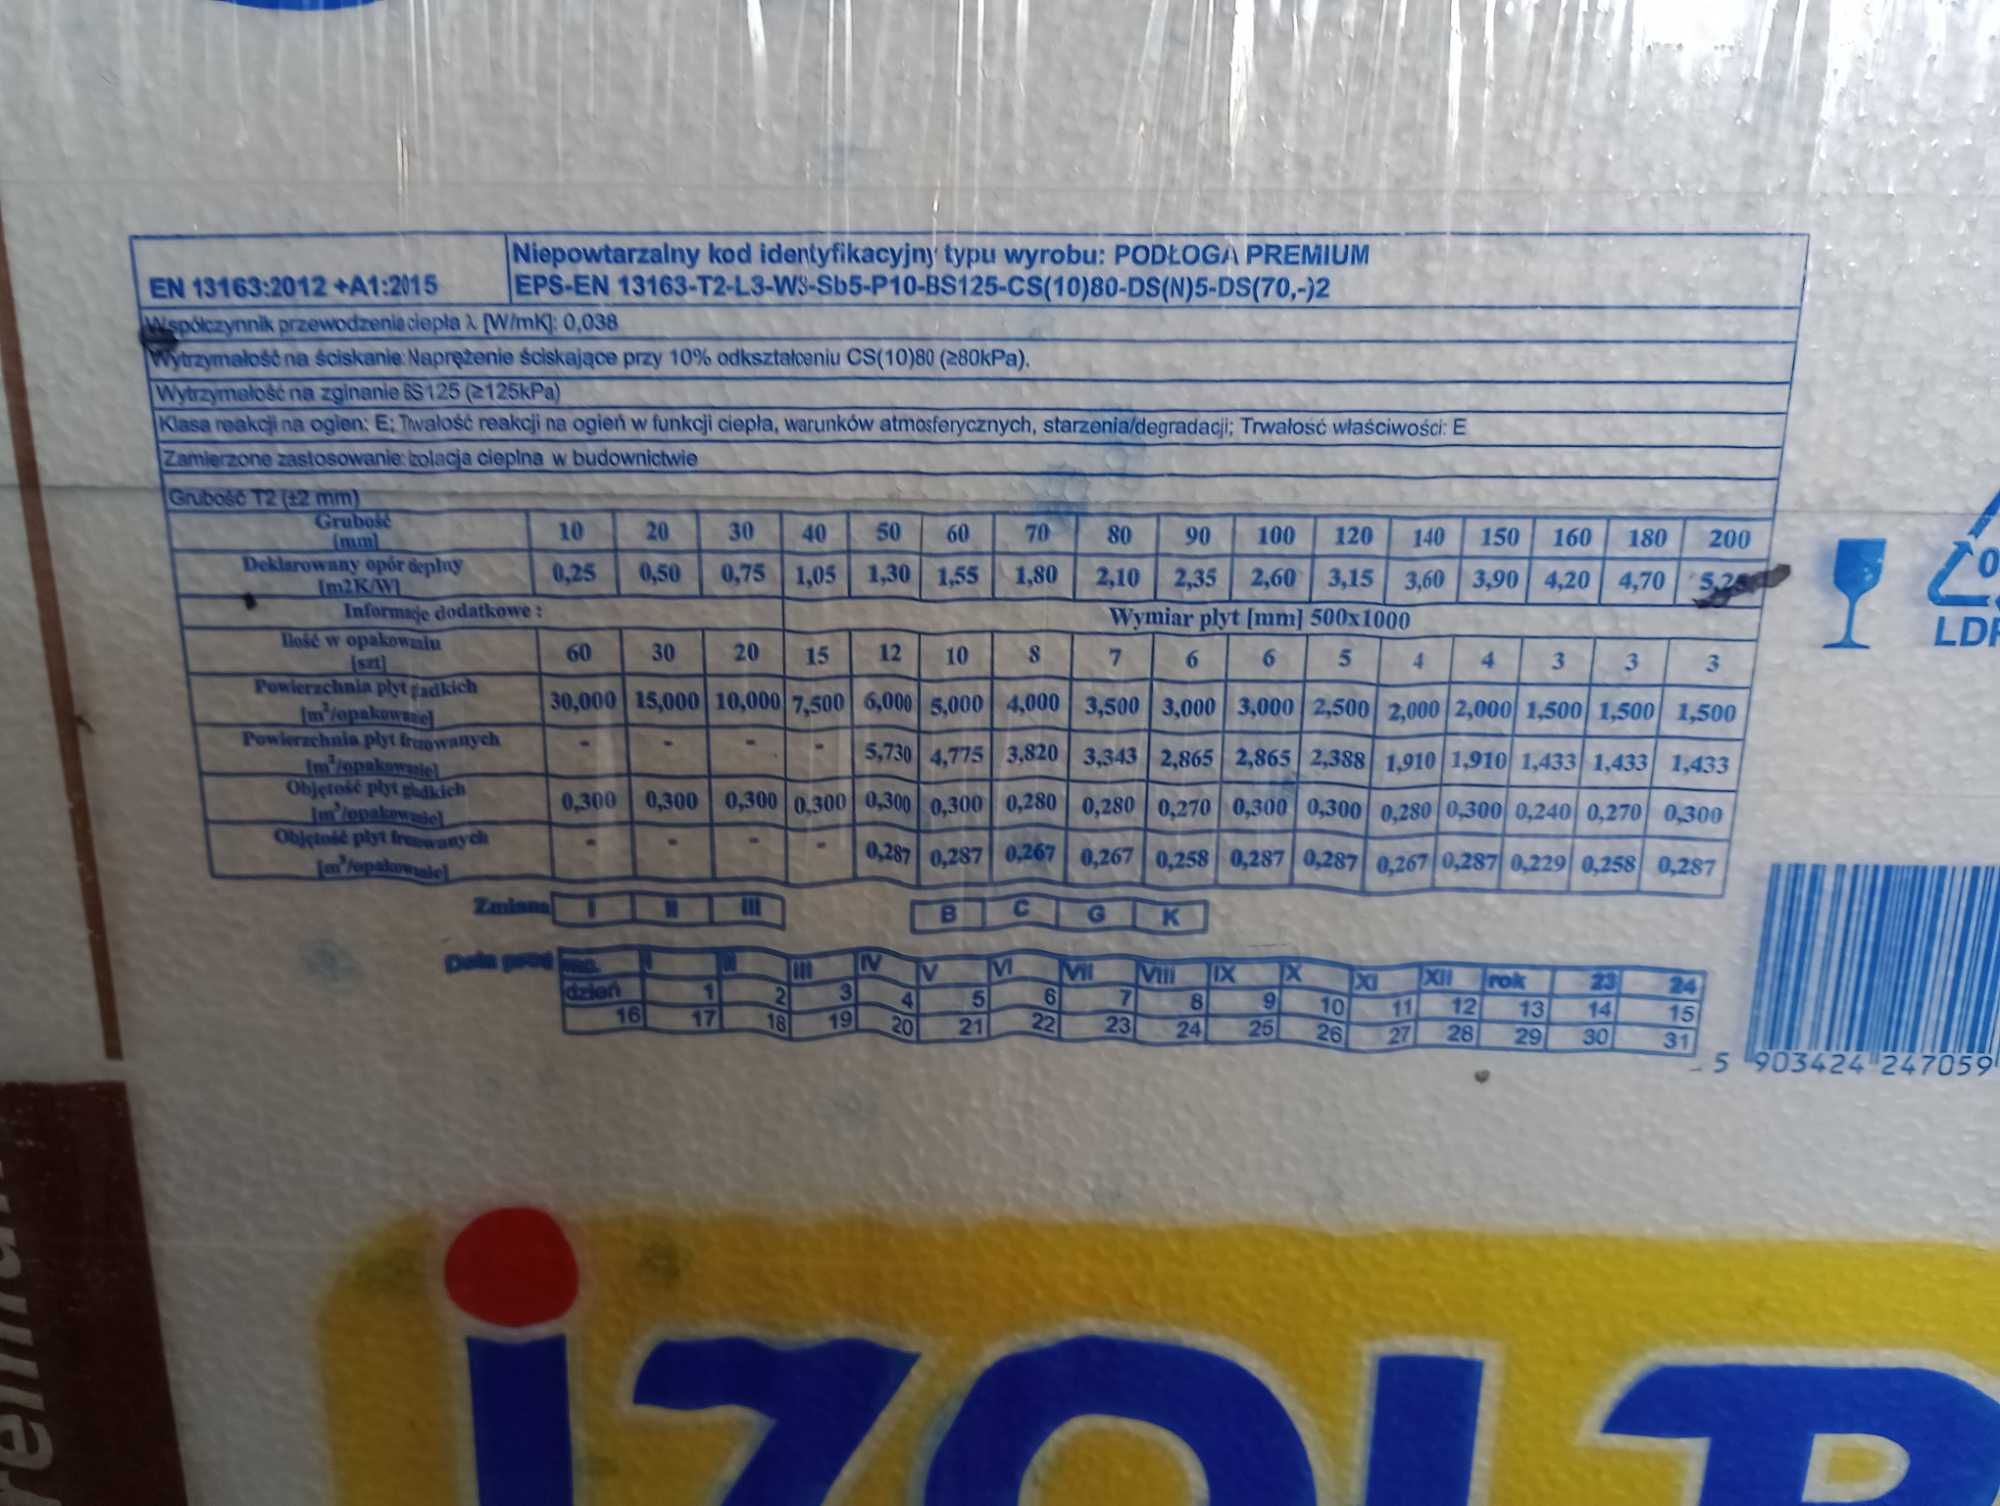 Niepowtarzalny kod identyfikacyjny typu wyrobu: PODŁOGA PREMIUM
EN 13163:2012 +A1:2015 EPS-EN 13163-T2-L3-W3-Sb5-P10-BS125-CS(10)80-DS(N)5-DS(70,-)2
Współczynnik przewodzenia ciepła λ [W/mK]: 0,038
Wytrzymałość na ściskanie: Naprężenie ściskające przy 10% odkształceniu CS(10)80 (≥80kPa).
Wytrzymałość na zginanie BS125 (≥125kPa)
Klasa reakcji na ogień: E; Trwałość reakcji na ogień w funkcji ciepła, warunków atmosferycznych, starzenia/degradacji; Trwałość właściwości: E
Zamierzone zastosowanie: izolacja cieplna w budownictwie
Grubość T2 (±2 mm)
Grubość [mm] 10 20 30 40 50 60 70 80 90 100 120 140 150 160 180 200
Deklarowany opór cieplny [m2K/W] 0,25 0,50 0,75 1,05 1,30 1,55 1,80 2,10 2,35 2,60 3,15 3,60 3,90 4,20 4,70
Informacje dodatkowe : Wymiar płyt [mm] 500x1000
Ilość w opakowaniu [szt] 60 30 20 15 12 10 8 7 6 6 5 4 4 3 3 3
Powierzchnia płyt gładkich [m²/opakowanie] 30,000 15,000 10,000 7,500 6,000 5,000 4,000 3,500 3,000 3,000 2,500 2,000 2,000 1,500 1,500 1,500
Powierzchnia płyt frezowanych [m²/opakowanie] - - - - 5,730 4,775 3,820 3,343 2,865 2,865 2,388 1,910 1,910 1,433 1,433 1,433
Objętość płyt gładkich [m³/opakowanie] 0,300 0,300 0,300 0,300 0,300 0,300 0,280 0,280 0,270 0,300 0,300 0,280 0,300 0,240 0,270 0,300
Objętość płyt frezowanych [m³/opakowanie] - - - - 0,287 0,287 0,267 0,267 0,258 0,287 0,287 0,267 0,287 0,229 0,258 0,287
Zmiana I II III B C G K
Data prod mc. I II III IV V VI VII VIII IX X XI XII rok 23 24
dzień 1 2 3 4 5 6 7 8 9 10 11 12 13 14 15
16 17 18 19 20 21 22 23 24 25 26 27 28 29 30 31
5 903424 247059